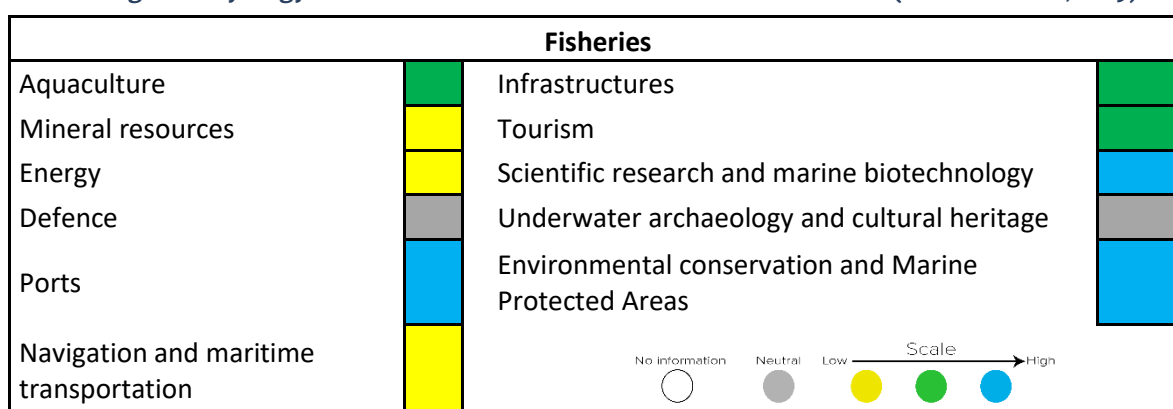 Fisheries
Aquaculture
Infrastructures
Mineral resources
Tourism
Energy
Scientific research and marine biotechnology
Defence
Underwater archaeology and cultural heritage
Ports
Environmental conservation and Marine
Protected Areas
Navigation and maritime
transportation
No information
Neutral
Low
Scale
High